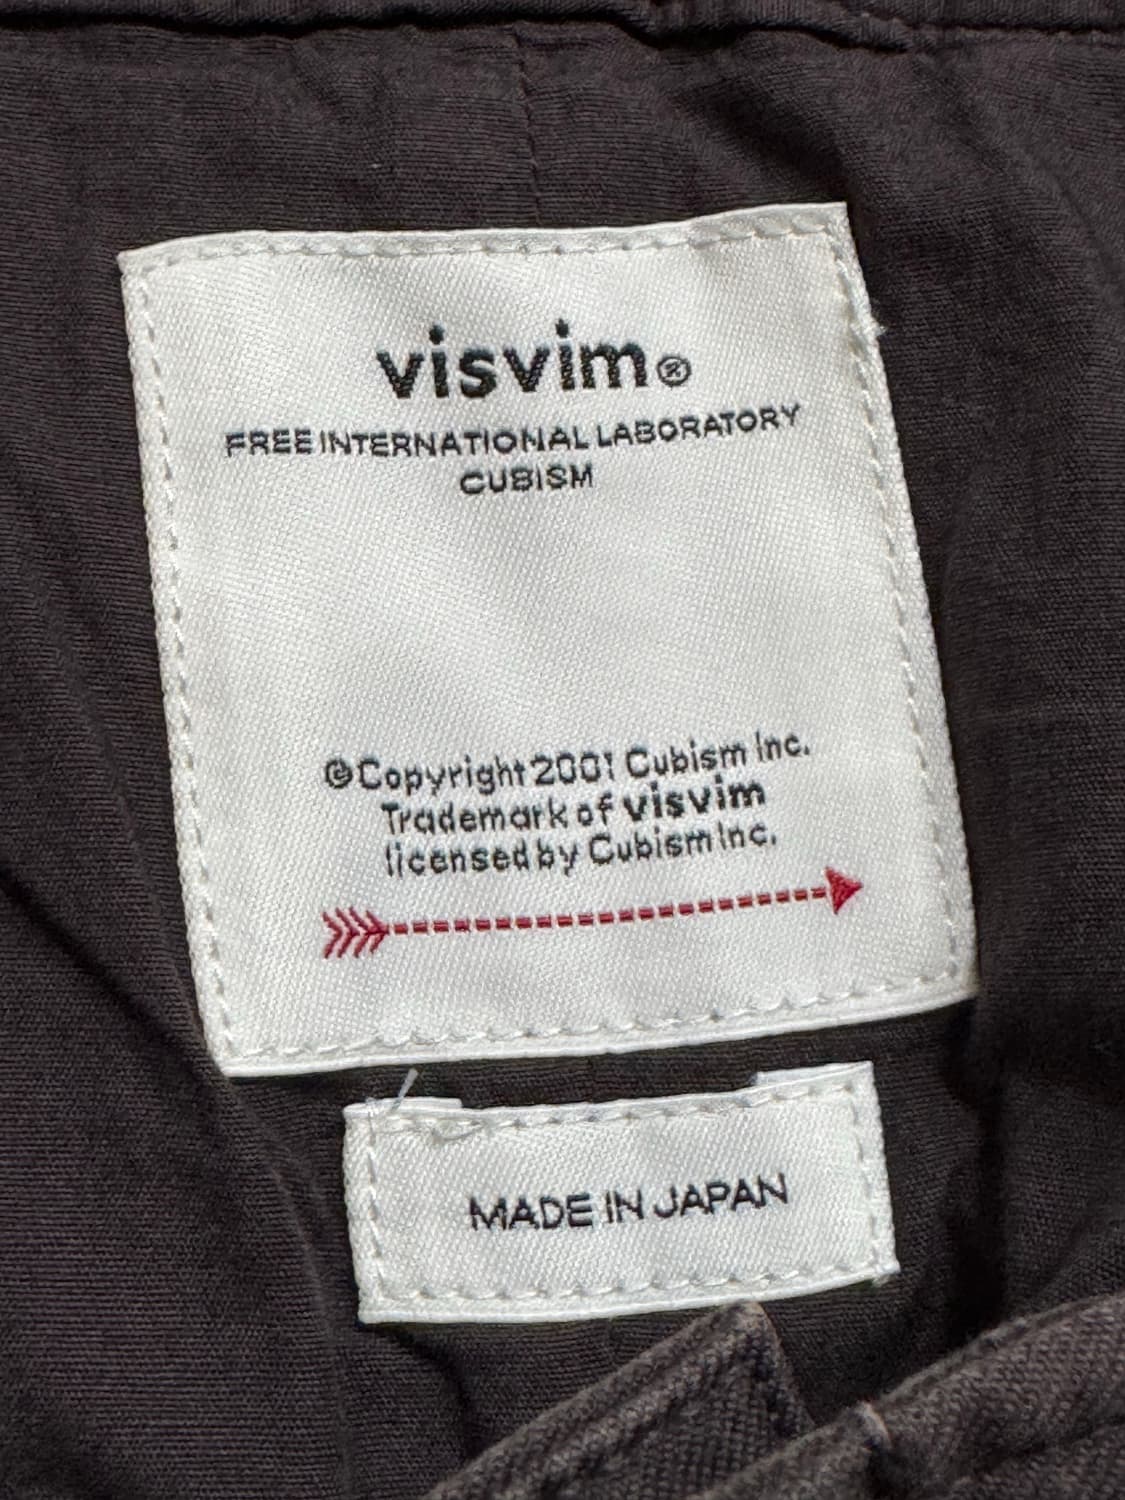 visvim®
FREE INTERNATIONAL LABORATORY
CUBISM
©Copyright 2001 Cubism Inc.
Trademark of visvim
licensed by Cubism Inc.
MADE IN JAPAN